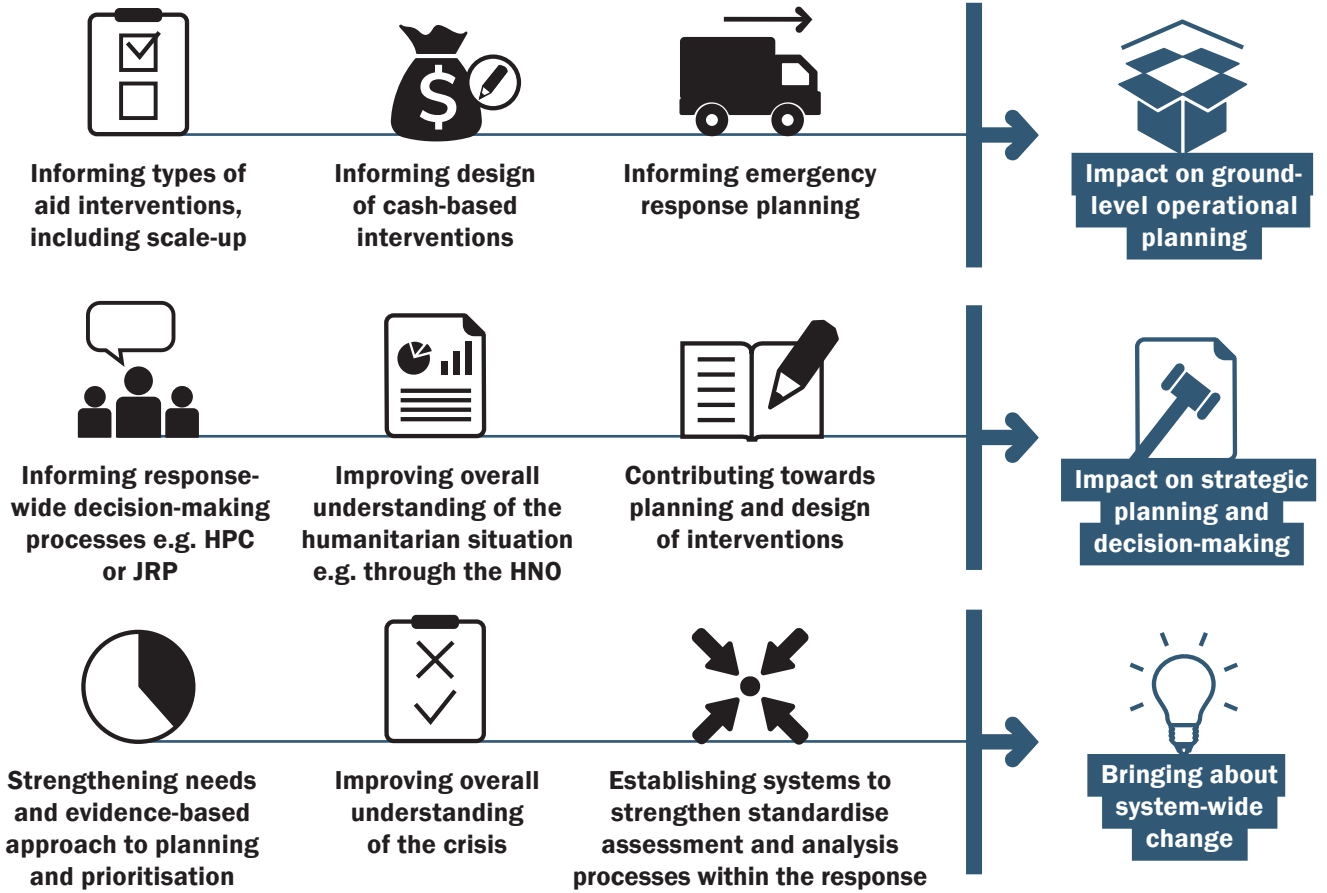 $
Informing types of
aid interventions,
including scale-up
Informing design
of cash-based
interventions
Informing emergency
response planning
Impact on ground-
level operational
planning
Informing response-
wide decision-making
processes e.g. HPC
or JRP
Improving overall
understanding of the
humanitarian situation
e.g. through the HNO
Contributing towards
planning and design
of interventions
Impact on strategic
planning and
decision-making
Strengthening needs
and evidence-based
approach to planning
and prioritisation
Improving overall
understanding
of the crisis
Establishing systems to
strengthen standardise
assessment and analysis
processes within the response
Bringing about
system-wide
change